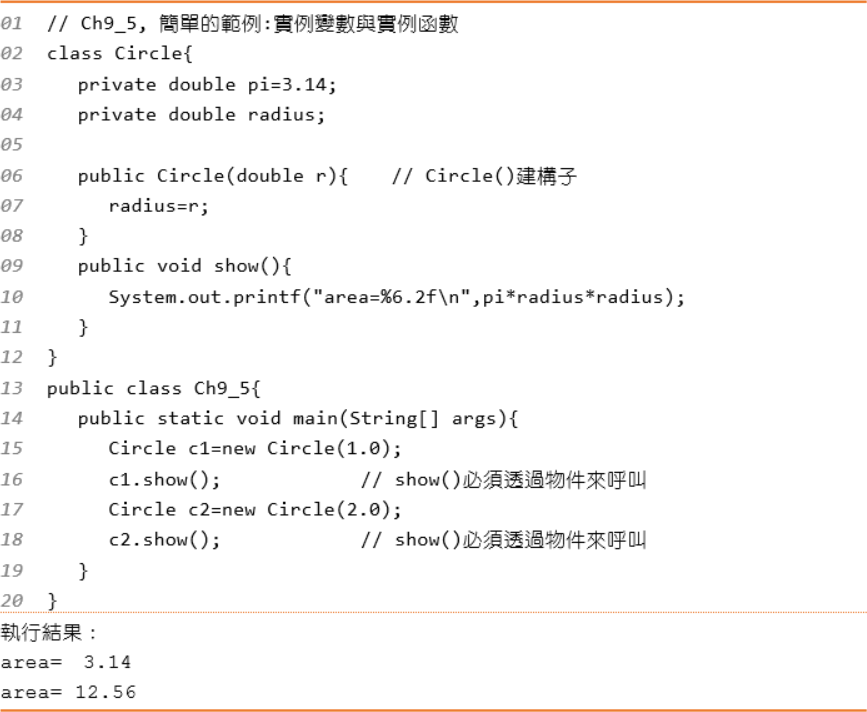 01 // Ch9_5, 簡單的範例:實例變數與實例函數
02 class Circle{
03    private double pi=3.14;
04    private double radius;
05
06    public Circle(double r){    // Circle()建構子
07       radius=r;
08    }
09    public void show(){
10       System.out.printf("area=%6.2f\n",pi*radius*radius);
11    }
12 }
13 public class Ch9_5{
14    public static void main(String[] args){
15       Circle c1=new Circle(1.0);
16       c1.show();             // show()必須透過物件來呼叫
17       Circle c2=new Circle(2.0);
18       c2.show();             // show()必須透過物件來呼叫
19    }
20 }
執行結果：
area=  3.14
area= 12.56